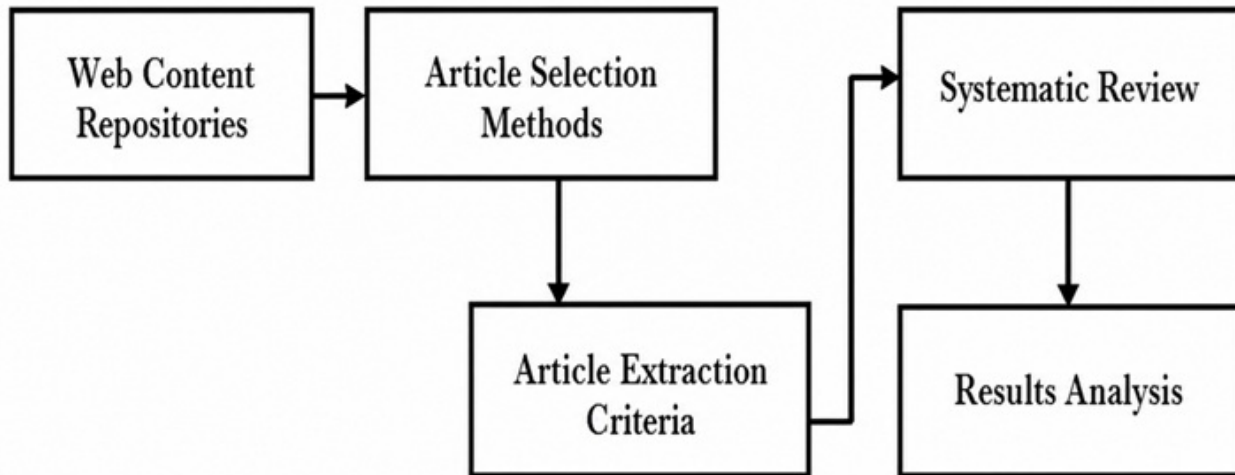 Web Content
Repositories
Article Selection
Methods
Article Extraction
Criteria
Systematic Review
Results Analysis